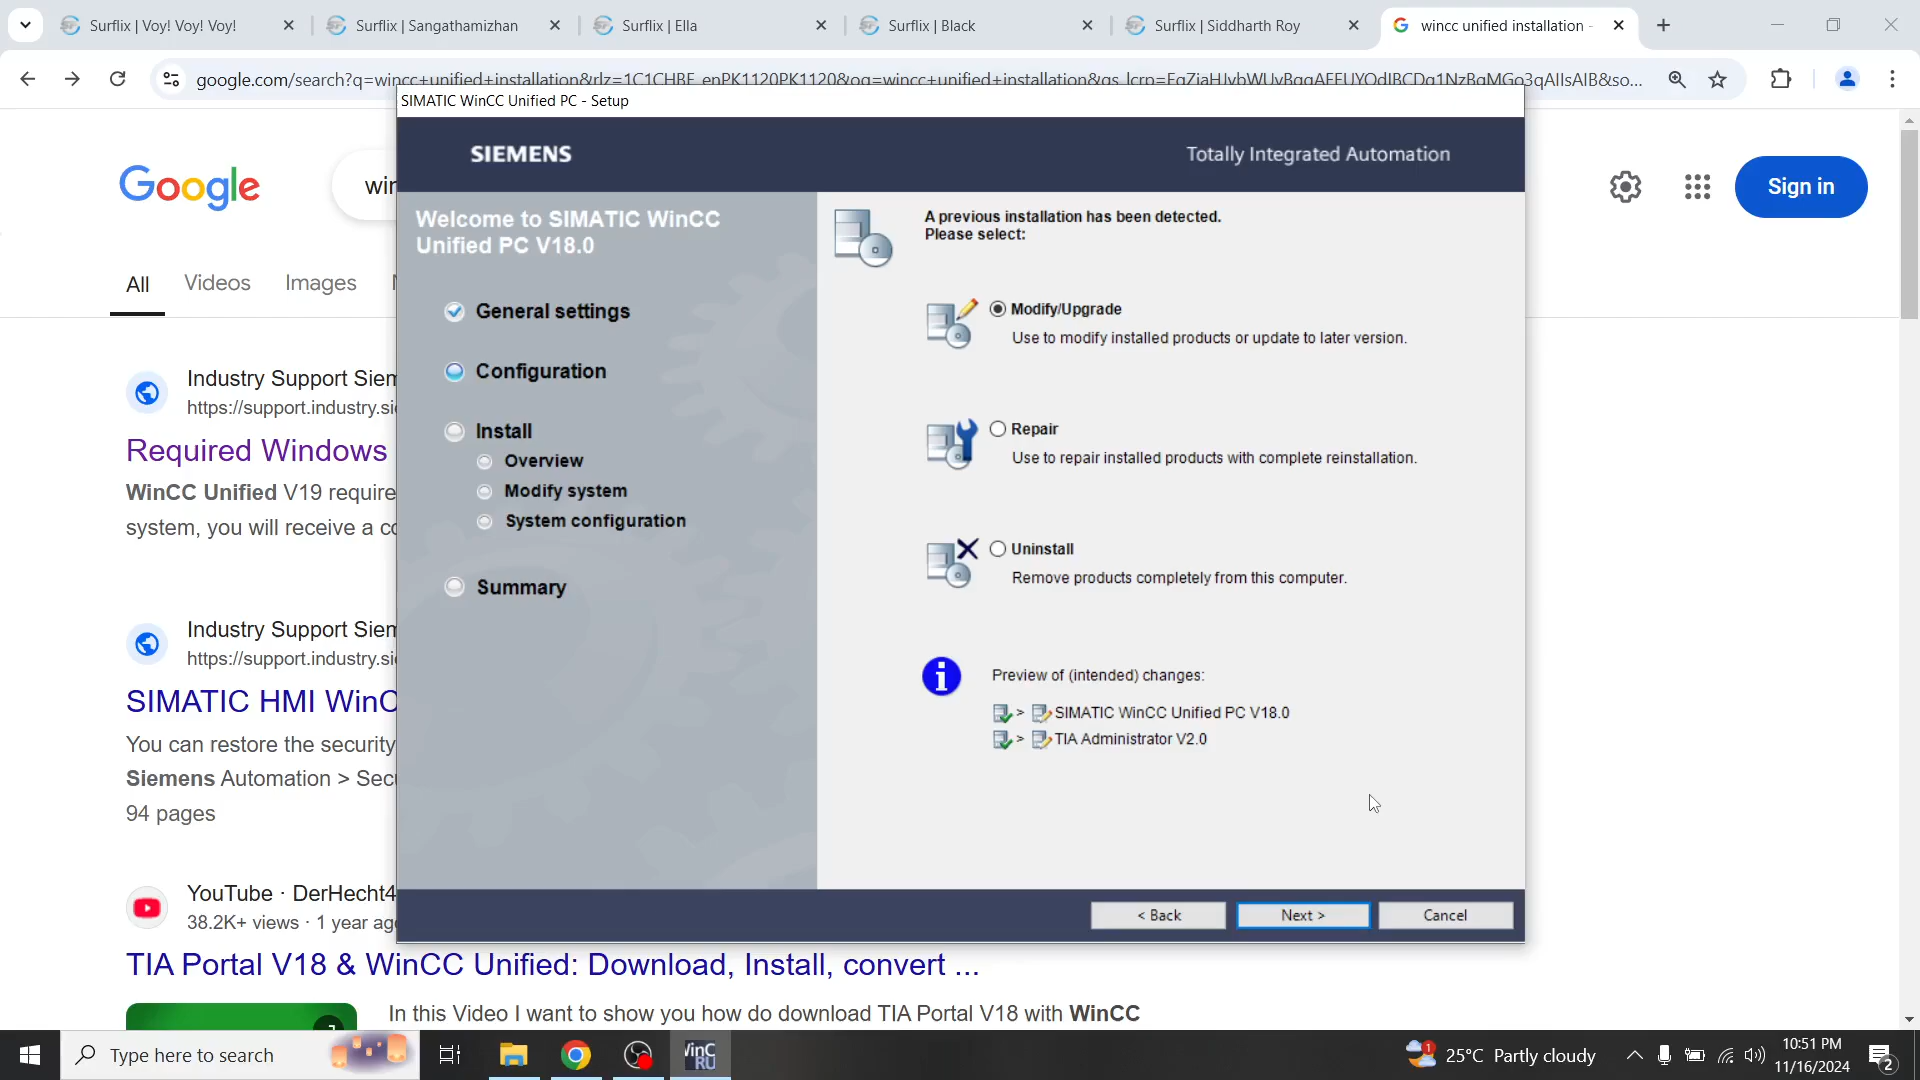 Surflix | Voy! Voy! Voy!
Surflix | Sangathamizhan
Surflix | Ella
Surflix | Black
Surflix | Siddharth Roy
wincc unified installation -
SIMATIC WinCC Unified PC - Setup
SIEMENS
Totally Integrated Automation
Google
Sign in
All
Videos
Images
Welcome to SIMATIC WinCC
Unified PC V18.0
General settings
Configuration
Install
Overview
Modify system
System configuration
Summary
A previous installation has been detected.
Please select:
Modify/Upgrade
Use to modify installed products or update to later version.
Repair
Use to repair installed products with complete reinstallation.
Uninstall
Remove products completely from this computer.
Preview of (intended) changes:
> SIMATIC WinCC Unified PC V18.0
> TIA Administrator V2.0
< Back
Next >
Cancel
Industry Support Siem
https://support.industry.si
Required Windows
WinCC Unified V19 require
system, you will receive a co
Industry Support Siem
https://support.industry.si
SIMATIC HMI WinC
You can restore the security
Siemens Automation > Secu
94 pages
YouTube · DerHecht4
38.2K+ views · 1 year ago
TIA Portal V18 & WinCC Unified: Download, Install, convert ...
In this Video I want to show you how do download TIA Portal V18 with WinCC
Type here to search
WinC
RU
1
25°C Partly cloudy
10:51 PM
11/16/2024
2